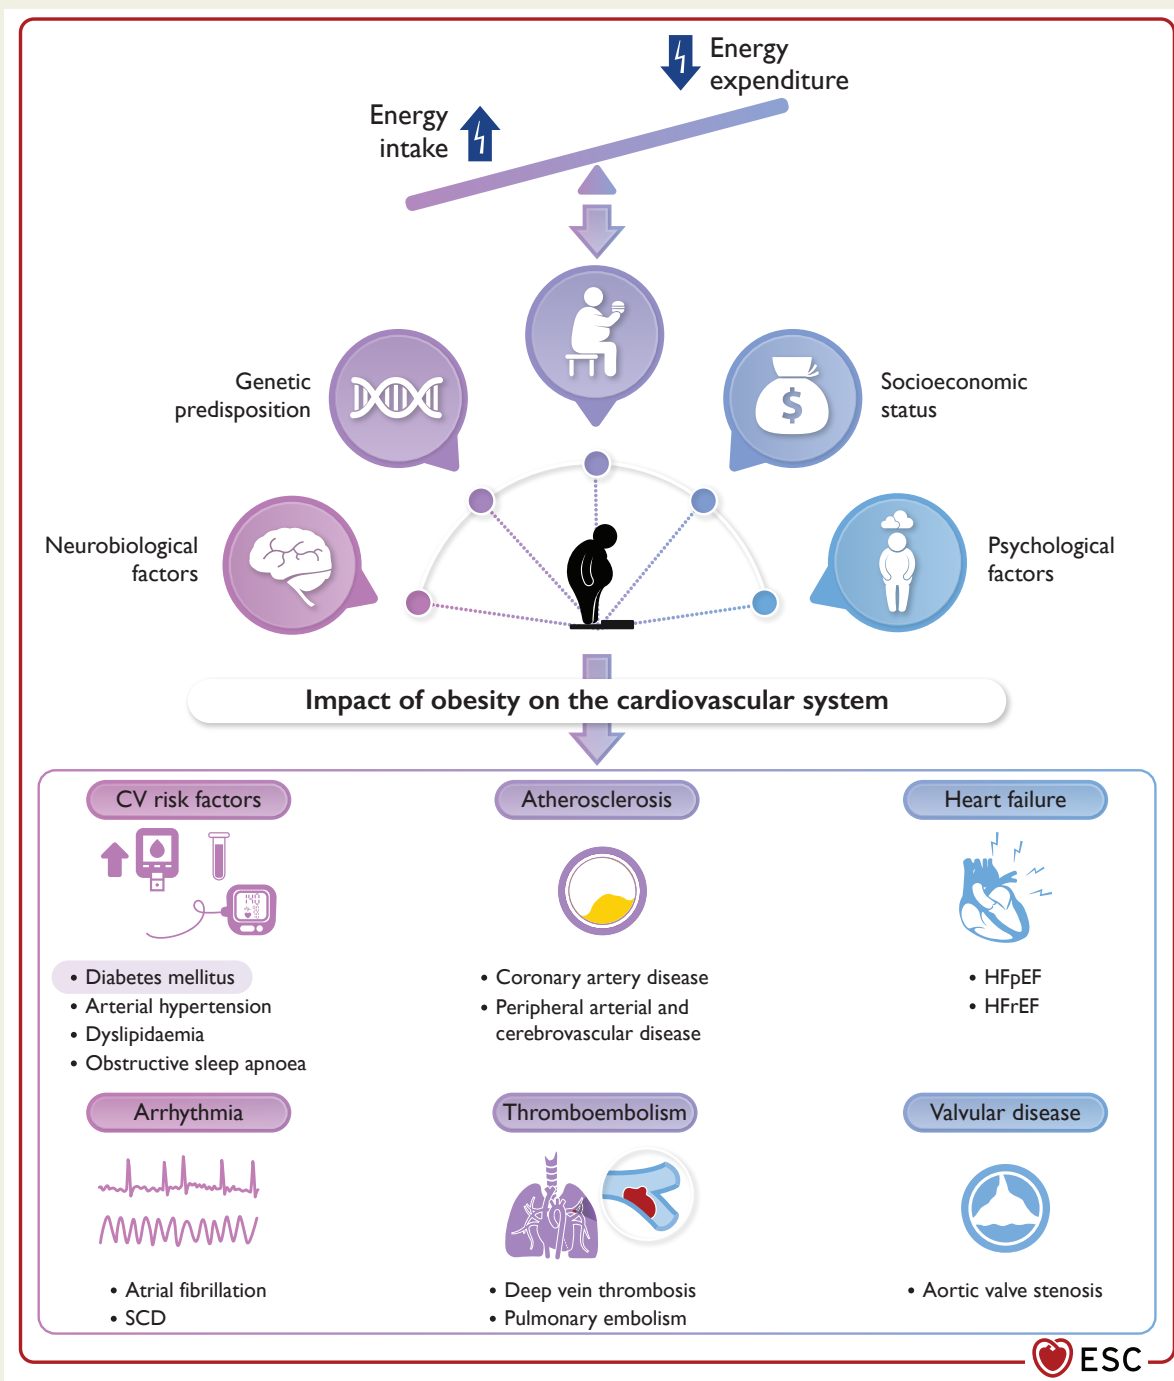 Energy
expenditure
Energy
intake
Genetic
predisposition
$
Socioeconomic
status
Neurobiological
factors
Psychological
factors
Impact of obesity on the cardiovascular system
CV risk factors
Atherosclerosis
Heart failure
• Diabetes mellitus
• Arterial hypertension
• Dyslipidaemia
• Obstructive sleep apnoea
• Coronary artery disease
• Peripheral arterial and
cerebrovascular disease
• HFpEF
• HFrEF
Arrhythmia
Thromboembolism
Valvular disease
• Atrial fibrillation
• SCD
• Deep vein thrombosis
• Pulmonary embolism
• Aortic valve stenosis
ESC